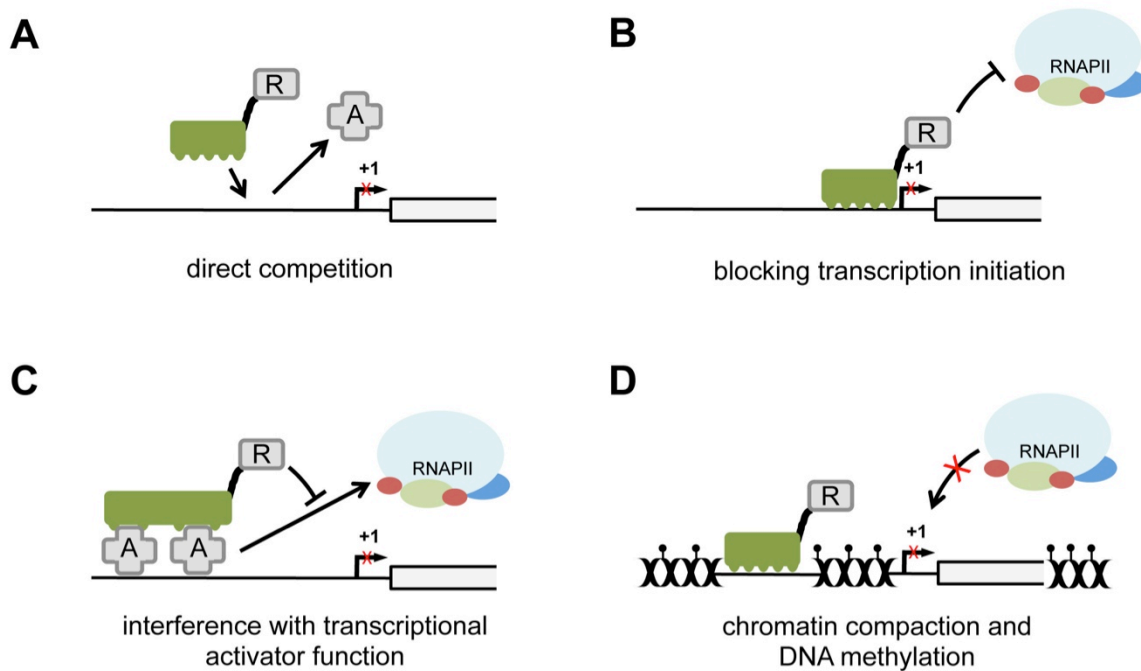 A
R
A
+1
direct competition
B
RNAPII
R
+1
blocking transcription initiation
C
R
RNAPII
A
A
+1
interference with transcriptional
activator function
D
RNAPII
R
+1
chromatin compaction and
DNA methylation